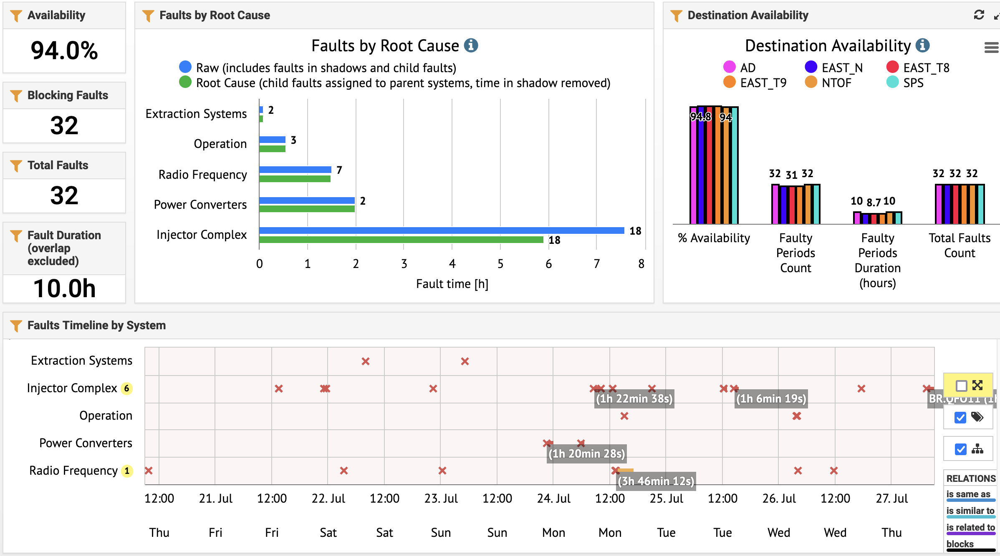 Availability
94.0%
Blocking Faults
32
Total Faults
32
Fault Duration
(overlap
excluded)
10.0h
Faults by Root Cause
Faults by Root Cause
Raw (includes faults in shadows and child faults)
Root Cause (child faults assigned to parent systems, time in shadow removed)
Extraction Systems
2
Operation
3
Radio Frequency
7
Power Converters
2
Injector Complex
18
18
0 1 2 3 4 5 6 7 8
Fault time [h]
Destination Availability
Destination Availability
AD EAST_N EAST_T8
EAST_T9 NTOF SPS
94.8 94
32 31 32
10 8.7 10
32 32 32
% Availability
Faulty
Periods
Count
Faulty
Periods
Duration
(hours)
Total Faults
Count
Faults Timeline by System
Extraction Systems
Injector Complex 6
(1h 22min 38s) (1h 6min 19s) BR.QFO11 (1h
Operation
Power Converters
(1h 20min 28s)
Radio Frequency 1
(3h 46min 12s)
12:00 21. Jul 12:00 22. Jul 12:00 23. Jul 12:00 24. Jul 12:00 25. Jul 12:00 26. Jul 12:00 27. Jul
Thu Fri Fri Sat Sat Sun Sun Mon Mon Tue Tue Wed Wed Thu
RELATIONS
is same as
is similar to
is related to
blocks